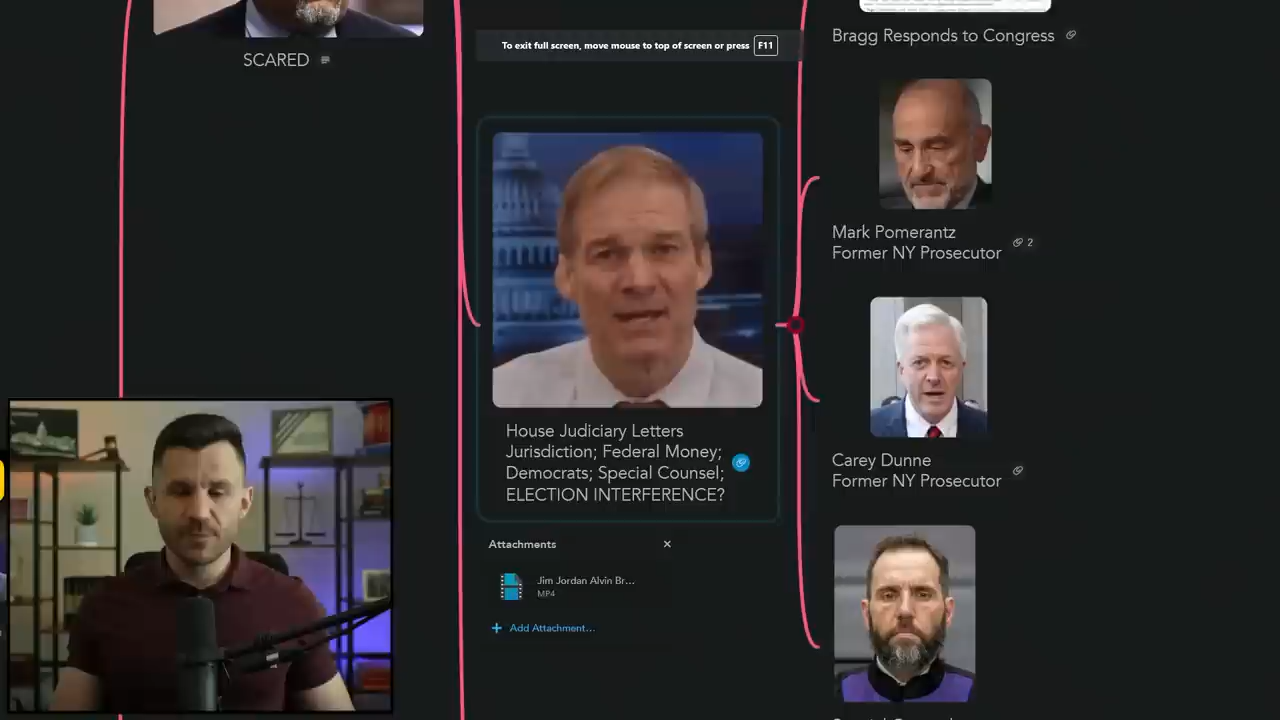 SCARED
To exit full screen, move mouse to top of screen or press F11
Bragg Responds to Congress
Mark Pomerantz
Former NY Prosecutor
2
House Judiciary Letters
Jurisdiction; Federal Money;
Democrats; Special Counsel;
ELECTION INTERFERENCE?
Carey Dunne
Former NY Prosecutor
Attachments
Jim Jordan Alvin Br...
MP4
Add Attachment...